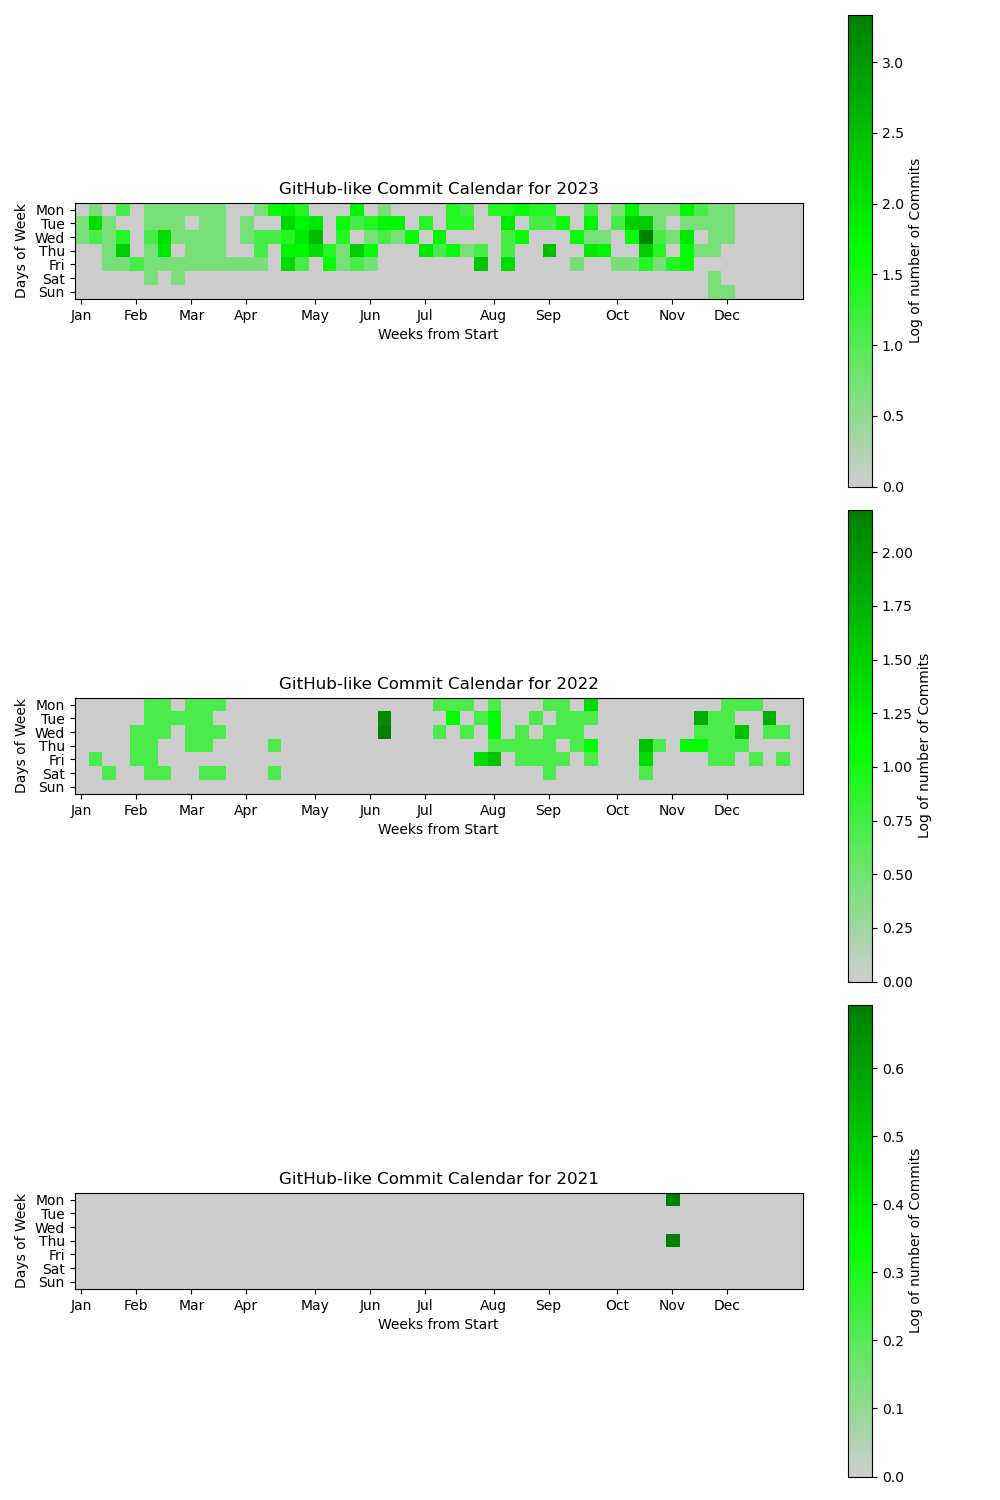 GitHub-like Commit Calendar for 2023
Days of Week
Mon
Tue
Wed
Thu
Fri
Sat
Sun
Jan Feb Mar Apr May Jun Jul Aug Sep Oct Nov Dec
Weeks from Start
3.0
2.5
2.0
1.5
1.0
0.5
0.0
Log of number of Commits
GitHub-like Commit Calendar for 2022
Days of Week
Mon
Tue
Wed
Thu
Fri
Sat
Sun
Jan Feb Mar Apr May Jun Jul Aug Sep Oct Nov Dec
Weeks from Start
2.00
1.75
1.50
1.25
1.00
0.75
0.50
0.25
0.00
Log of number of Commits
GitHub-like Commit Calendar for 2021
Days of Week
Mon
Tue
Wed
Thu
Fri
Sat
Sun
Jan Feb Mar Apr May Jun Jul Aug Sep Oct Nov Dec
Weeks from Start
0.6
0.5
0.4
0.3
0.2
0.1
0.0
Log of number of Commits